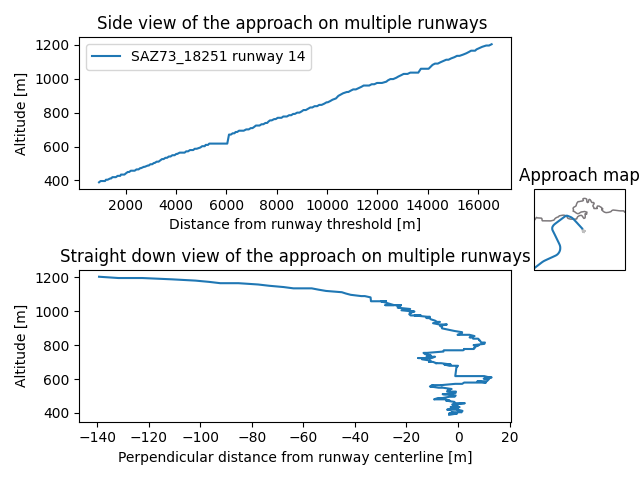 Side view of the approach on multiple runways
1200
1000
800
600
400
Altitude [m]
SAZ73_18251 runway 14
2000 4000 6000 8000 10000 12000 14000 16000
Distance from runway threshold [m]
Approach map
Straight down view of the approach on multiple runways
1200
1000
800
600
400
Altitude [m]
−140 −120 −100 −80 −60 −40 −20 0 20
Perpendicular distance from runway centerline [m]